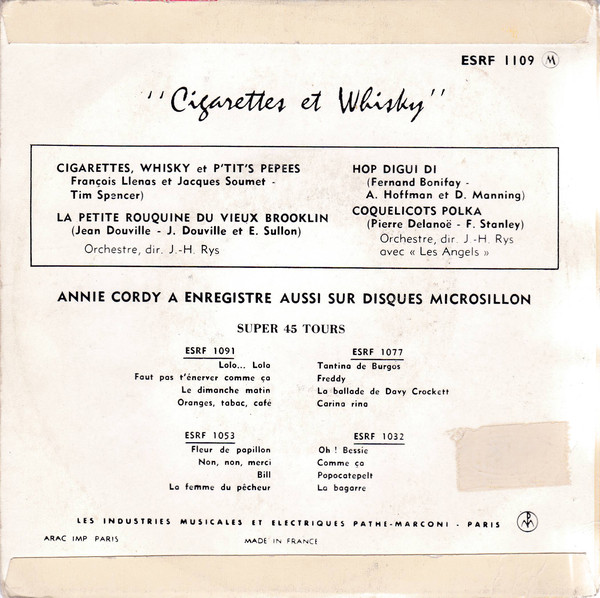 ESRF 1109 M
"Cigarettes et Whisky"
CIGARETTES, WHISKY et P'TIT'S PEPEES
François Llenas et Jacques Soumet -
Tim Spencer)
LA PETITE ROUQUINE DU VIEUX BROOKLIN
(Jean Douville - J. Douville et E. Sullon)
Orchestre, dir. J.-H. Rys
HOP DIGUI DI
(Fernand Bonifay -
A. Hoffman et D. Manning)
COQUELICOTS POLKA
(Pierre Delanoë - F. Stanley)
Orchestre, dir. J.-H. Rys
avec « Les Angels »
ANNIE CORDY A ENREGISTRE AUSSI SUR DISQUES MICROSILLON
SUPER 45 TOURS
ESRF 1091
Lolo... Lolo
Faut pas t'énerver comme ça
Le dimanche matin
Oranges, tabac, café
ESRF 1077
Tantina de Burgos
Freddy
La ballade de Davy Crockett
Carina rina
ESRF 1053
Fleur de papillon
Non, non, merci
Bill
La femme du pêcheur
ESRF 1032
Oh ! Bessie
Comme ça
Popocatepelt
La bagarre
LES INDUSTRIES MUSICALES ET ELECTRIQUES PATHE-MARCONI - PARIS
ARAC IMP PARIS
MADE IN FRANCE